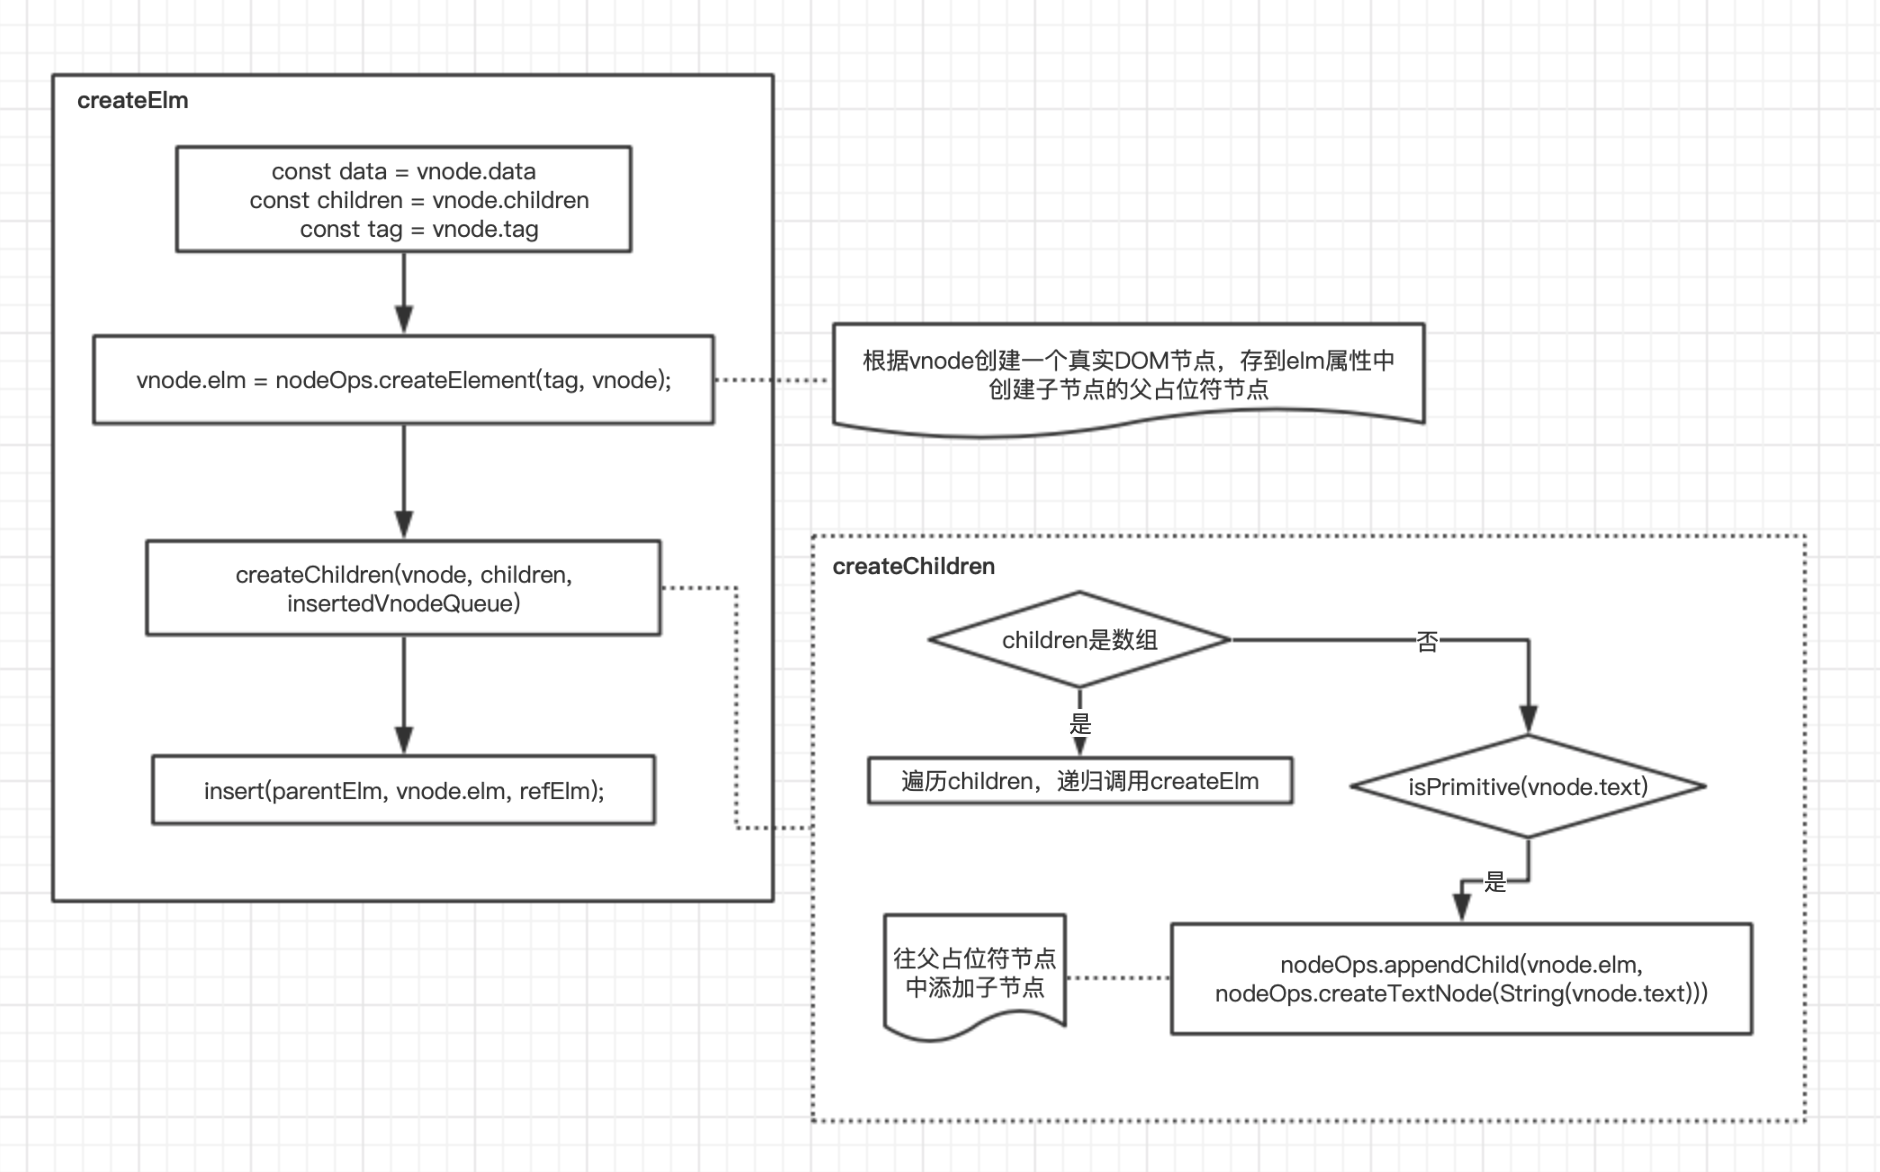 createElm
const data = vnode.data
const children = vnode.children
const tag = vnode.tag
vnode.elm = nodeOps.createElement(tag, vnode);
根据vnode创建一个真实DOM节点，存到elm属性中
创建子节点的父占位符节点
createChildren(vnode, children,
insertedVnodeQueue)
insert(parentElm, vnode.elm, refElm);
createChildren
children是数组
否
是
遍历children，递归调用createElm
isPrimitive(vnode.text)
是
往父占位符节点
中添加子节点
nodeOps.appendChild(vnode.elm,
nodeOps.createTextNode(String(vnode.text)))